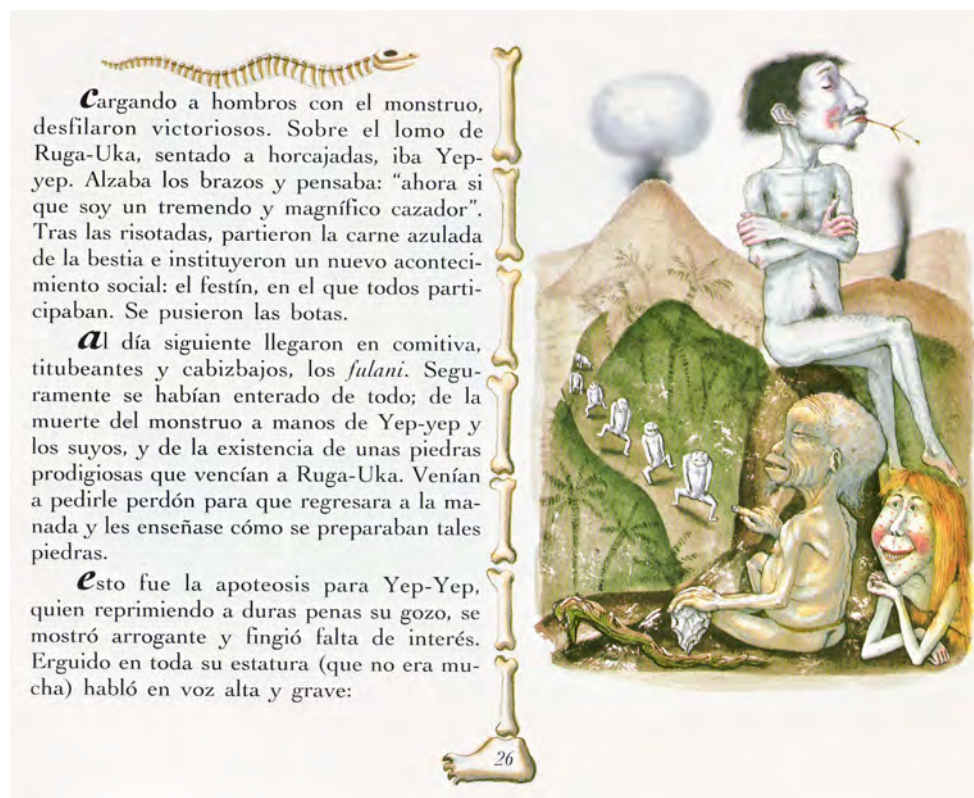 Cargando a hombros con el monstruo,
desfilaron victoriosos. Sobre el lomo de
Ruga-Uka, sentado a horcajadas, iba Yep-
yep. Alzaba los brazos y pensaba: “ahora si
que soy un tremendo y magnífico cazador”.
Tras las risotadas, partieron la carne azulada
de la bestia e instituyeron un nuevo aconteci-
miento social: el festín, en el que todos parti-
cipaban. Se pusieron las botas.
al día siguiente llegaron en comitiva,
titubeantes y cabizbajos, los fulani. Segu-
ramente se habían enterado de todo; de la
muerte del monstruo a manos de Yep-yep y
los suyos, y de la existencia de unas piedras
prodigiosas que vencían a Ruga-Uka. Venían
a pedirle perdón para que regresara a la ma-
nada y les enseñase cómo se preparaban tales
piedras.
esto fue la apoteosis para Yep-Yep,
quien reprimiendo a duras penas su gozo, se
mostró arrogante y fingió falta de interés.
Erguido en toda su estatura (que no era mu-
cha) habló en voz alta y grave:
26